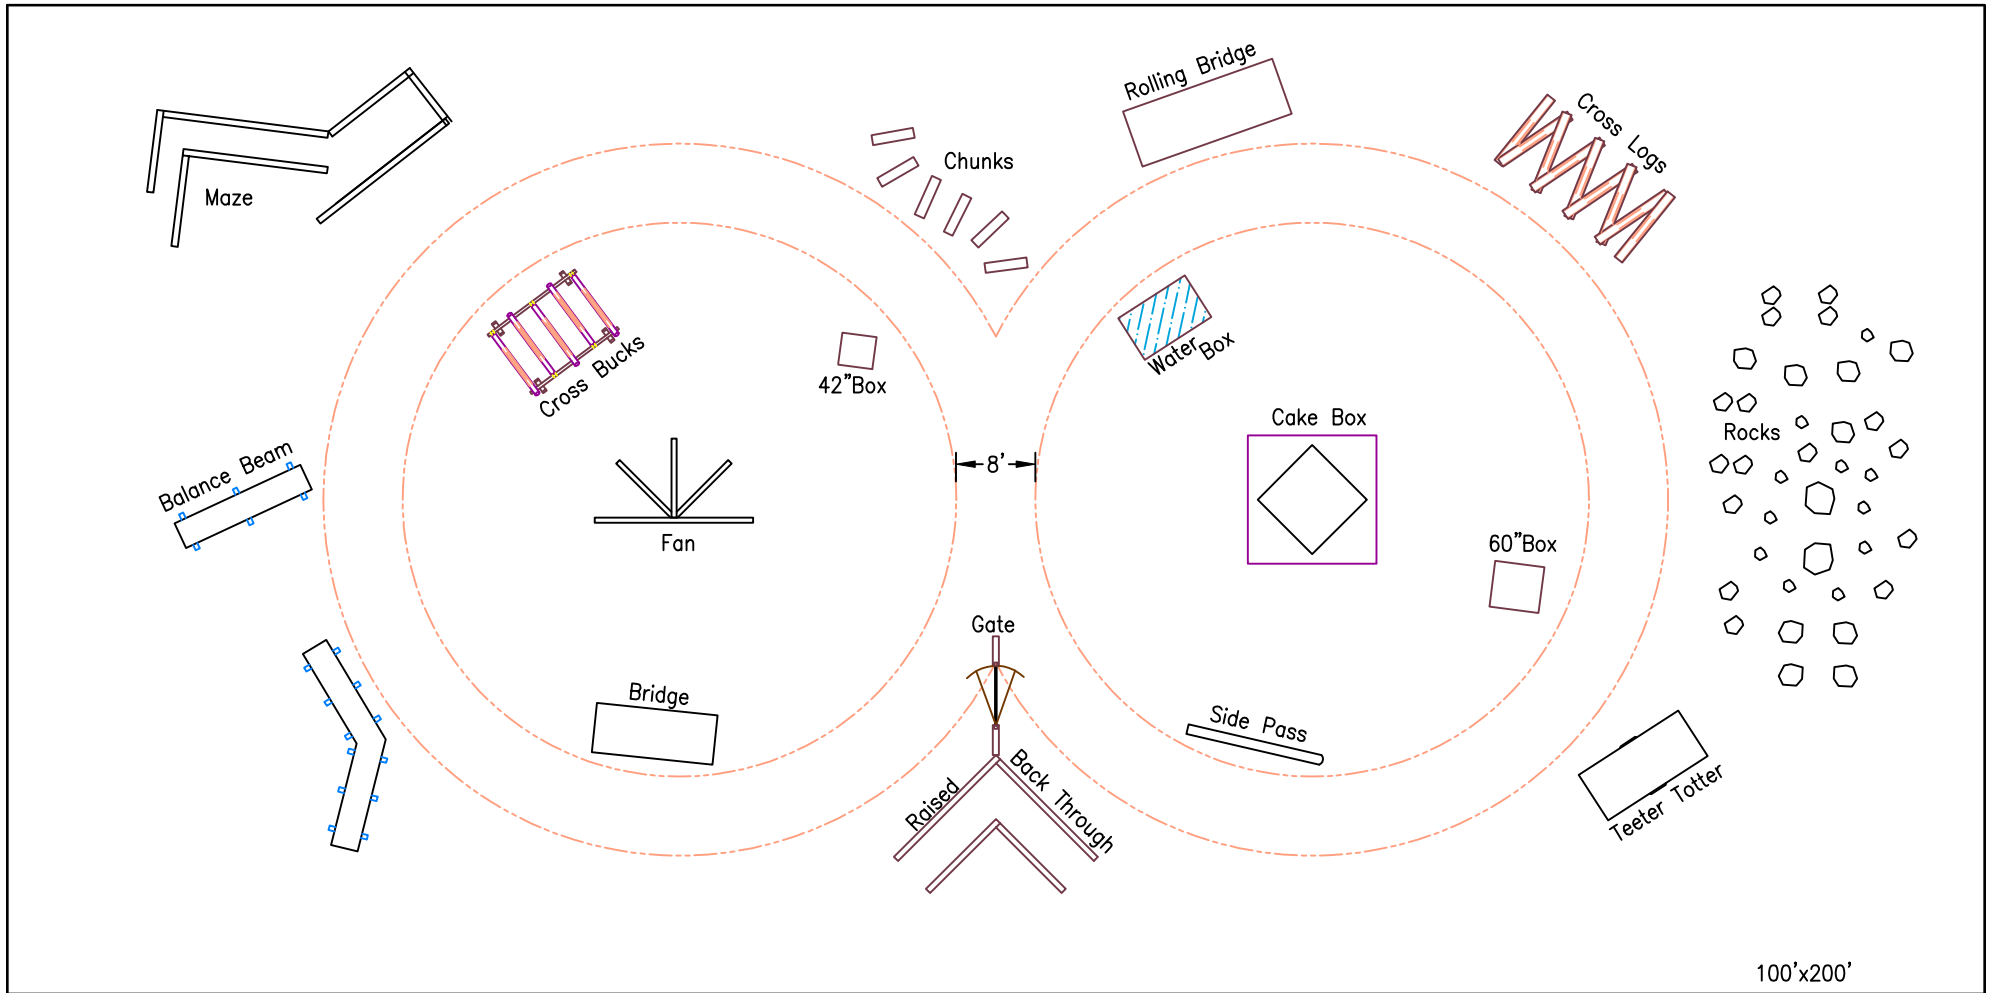 Rolling Bridge
Cross Logs
Chunks
Maze
Water Box
Cross Bucks
42"Box
Cake Box
Rocks
Balance Beam
8'
Fan
60"Box
Gate
Bridge
Side Pass
Raised
Back Through
Teeter Totter
100'x200'